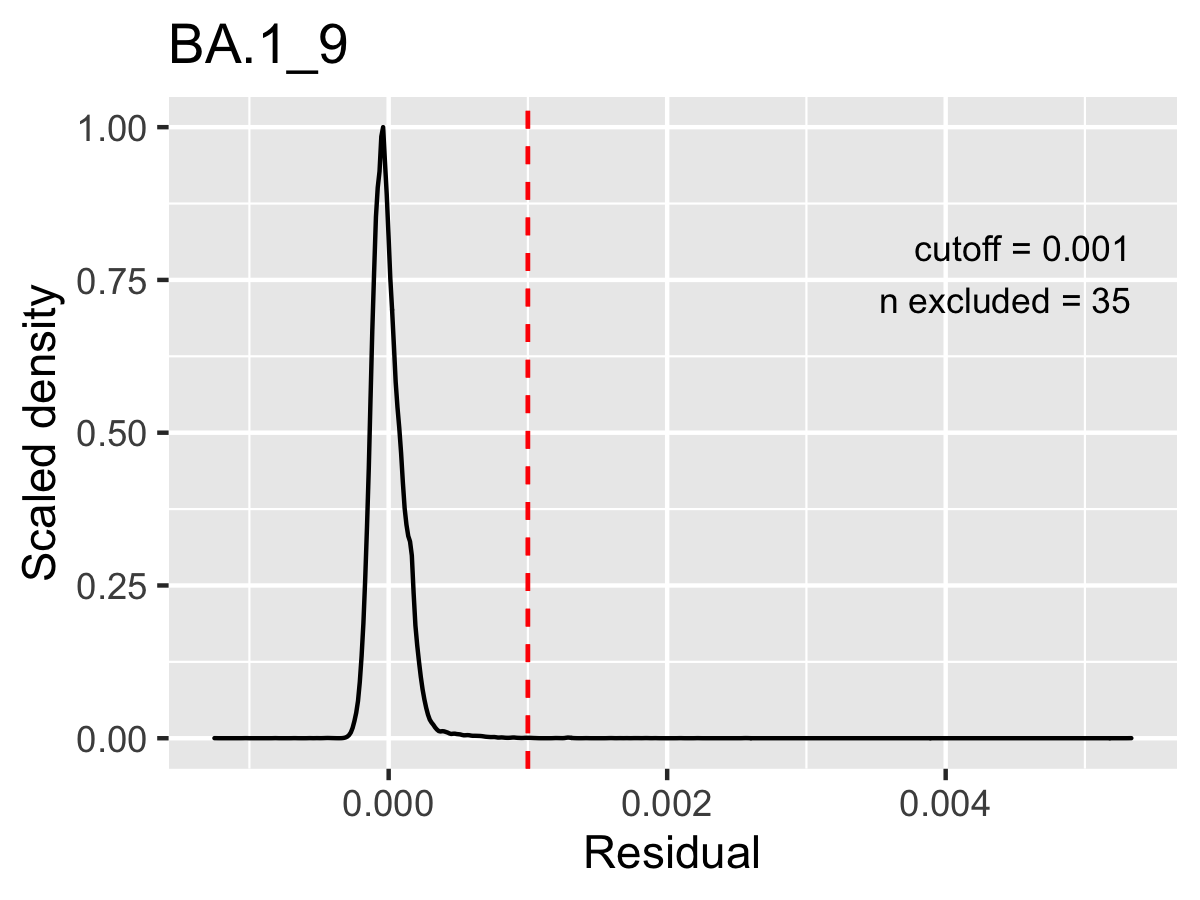 BA.1_9
1.00
0.75
0.50
0.25
0.00
Scaled density
cutoff = 0.001
n excluded = 35
0.000
0.002
0.004
Residual